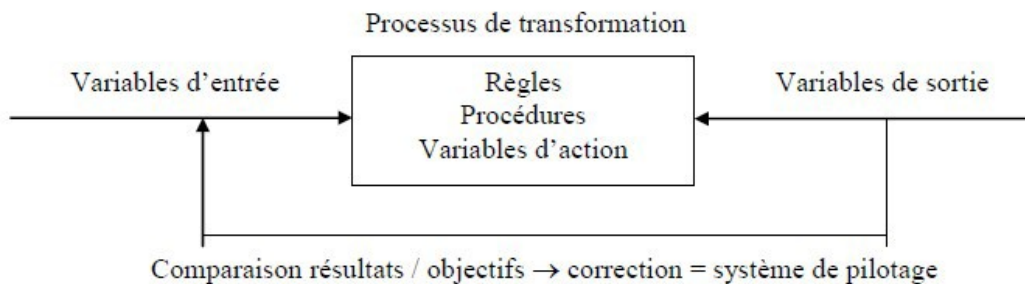 Processus de transformation
Variables d'entrée
Règles
Procédures
Variables d'action
Variables de sortie
Comparaison résultats / objectifs → correction = système de pilotage